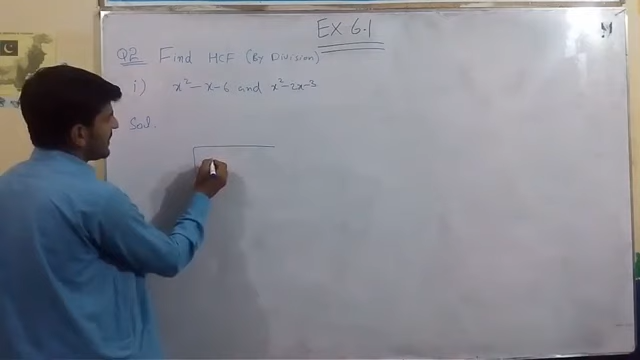 EX 6.1
Q2 Find HCF (By Division)
i) x²-x-6 and x²-2x-3
Sol.